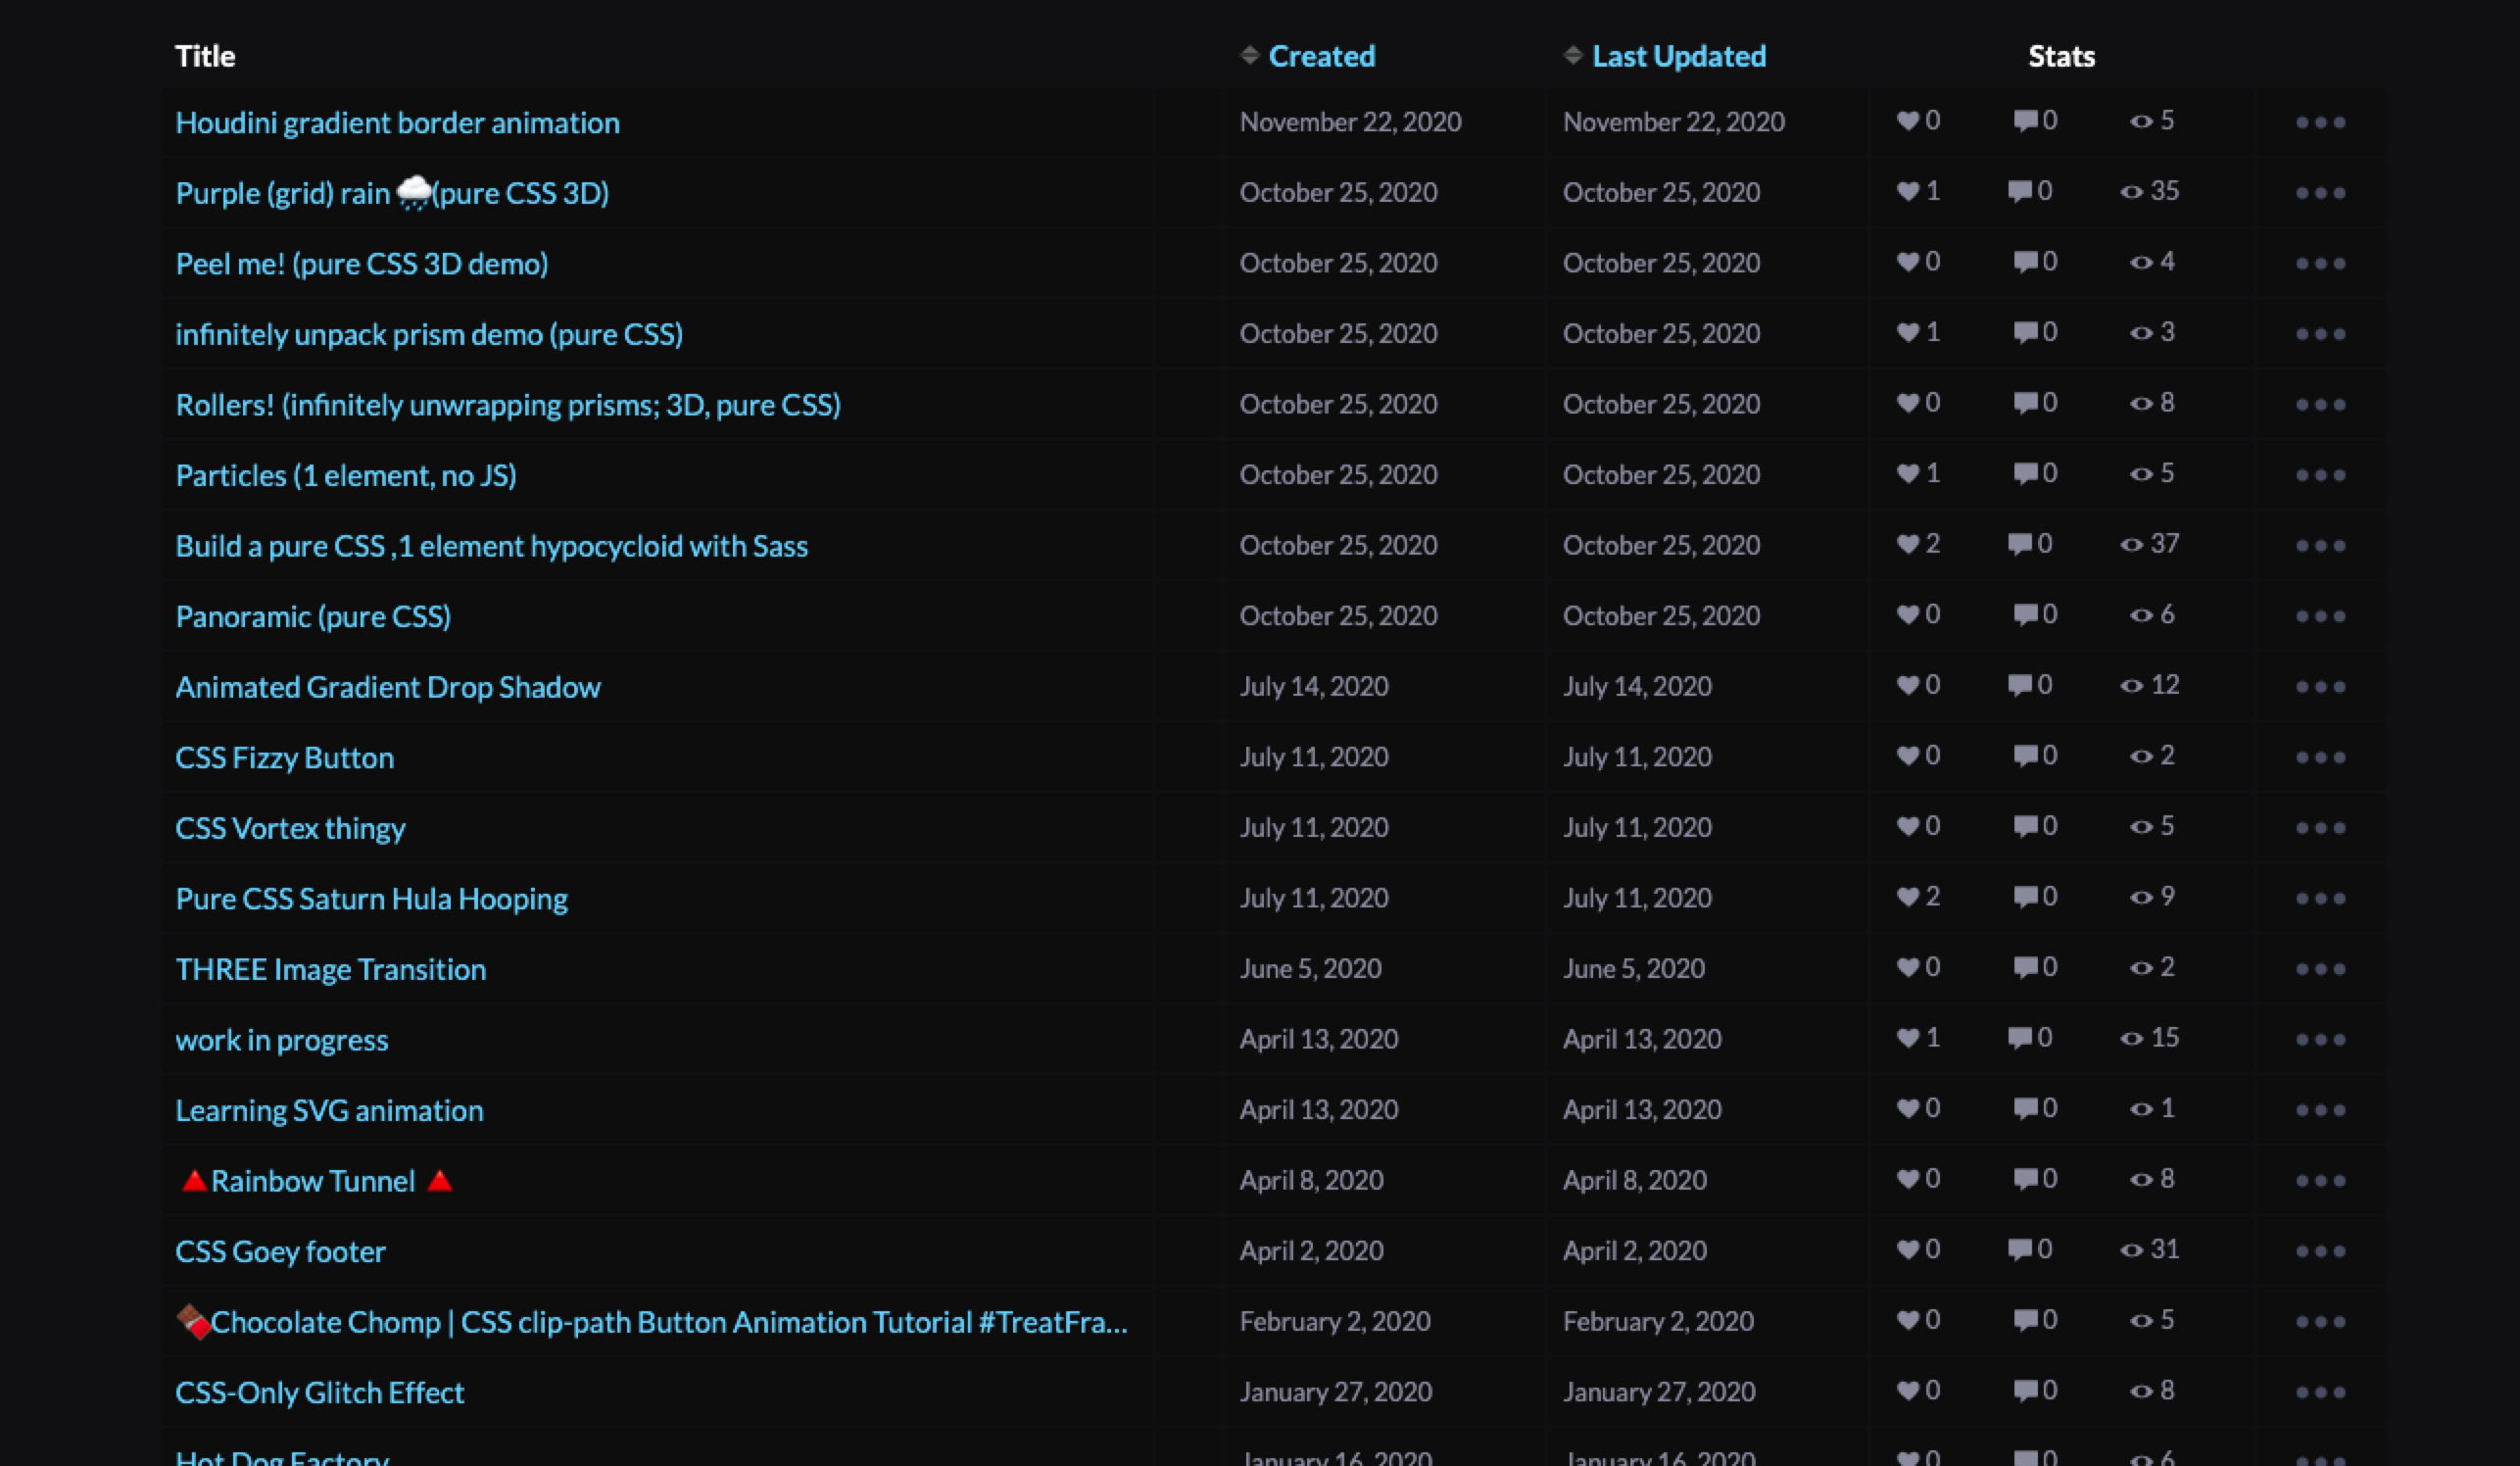 Title Created Last Updated Stats
Houdini gradient border animation November 22, 2020 November 22, 2020 0 0 5
Purple (grid) rain 🌧(pure CSS 3D) October 25, 2020 October 25, 2020 1 0 35
Peel me! (pure CSS 3D demo) October 25, 2020 October 25, 2020 0 0 4
infinitely unpack prism demo (pure CSS) October 25, 2020 October 25, 2020 1 0 3
Rollers! (infinitely unwrapping prisms; 3D, pure CSS) October 25, 2020 October 25, 2020 0 0 8
Particles (1 element, no JS) October 25, 2020 October 25, 2020 1 0 5
Build a pure CSS ,1 element hypocycloid with Sass October 25, 2020 October 25, 2020 2 0 37
Panoramic (pure CSS) October 25, 2020 October 25, 2020 0 0 6
Animated Gradient Drop Shadow July 14, 2020 July 14, 2020 0 0 12
CSS Fizzy Button July 11, 2020 July 11, 2020 0 0 2
CSS Vortex thingy July 11, 2020 July 11, 2020 0 0 5
Pure CSS Saturn Hula Hooping July 11, 2020 July 11, 2020 2 0 9
THREE Image Transition June 5, 2020 June 5, 2020 0 0 2
work in progress April 13, 2020 April 13, 2020 1 0 15
Learning SVG animation April 13, 2020 April 13, 2020 0 0 1
🔺Rainbow Tunnel 🔺 April 8, 2020 April 8, 2020 0 0 8
CSS Goey footer April 2, 2020 April 2, 2020 0 0 31
🍫Chocolate Chomp | CSS clip-path Button Animation Tutorial #TreatFra... February 2, 2020 February 2, 2020 0 0 5
CSS-Only Glitch Effect January 27, 2020 January 27, 2020 0 0 8
Hot Dog Factory January 16, 2020 January 16, 2020 0 0 6